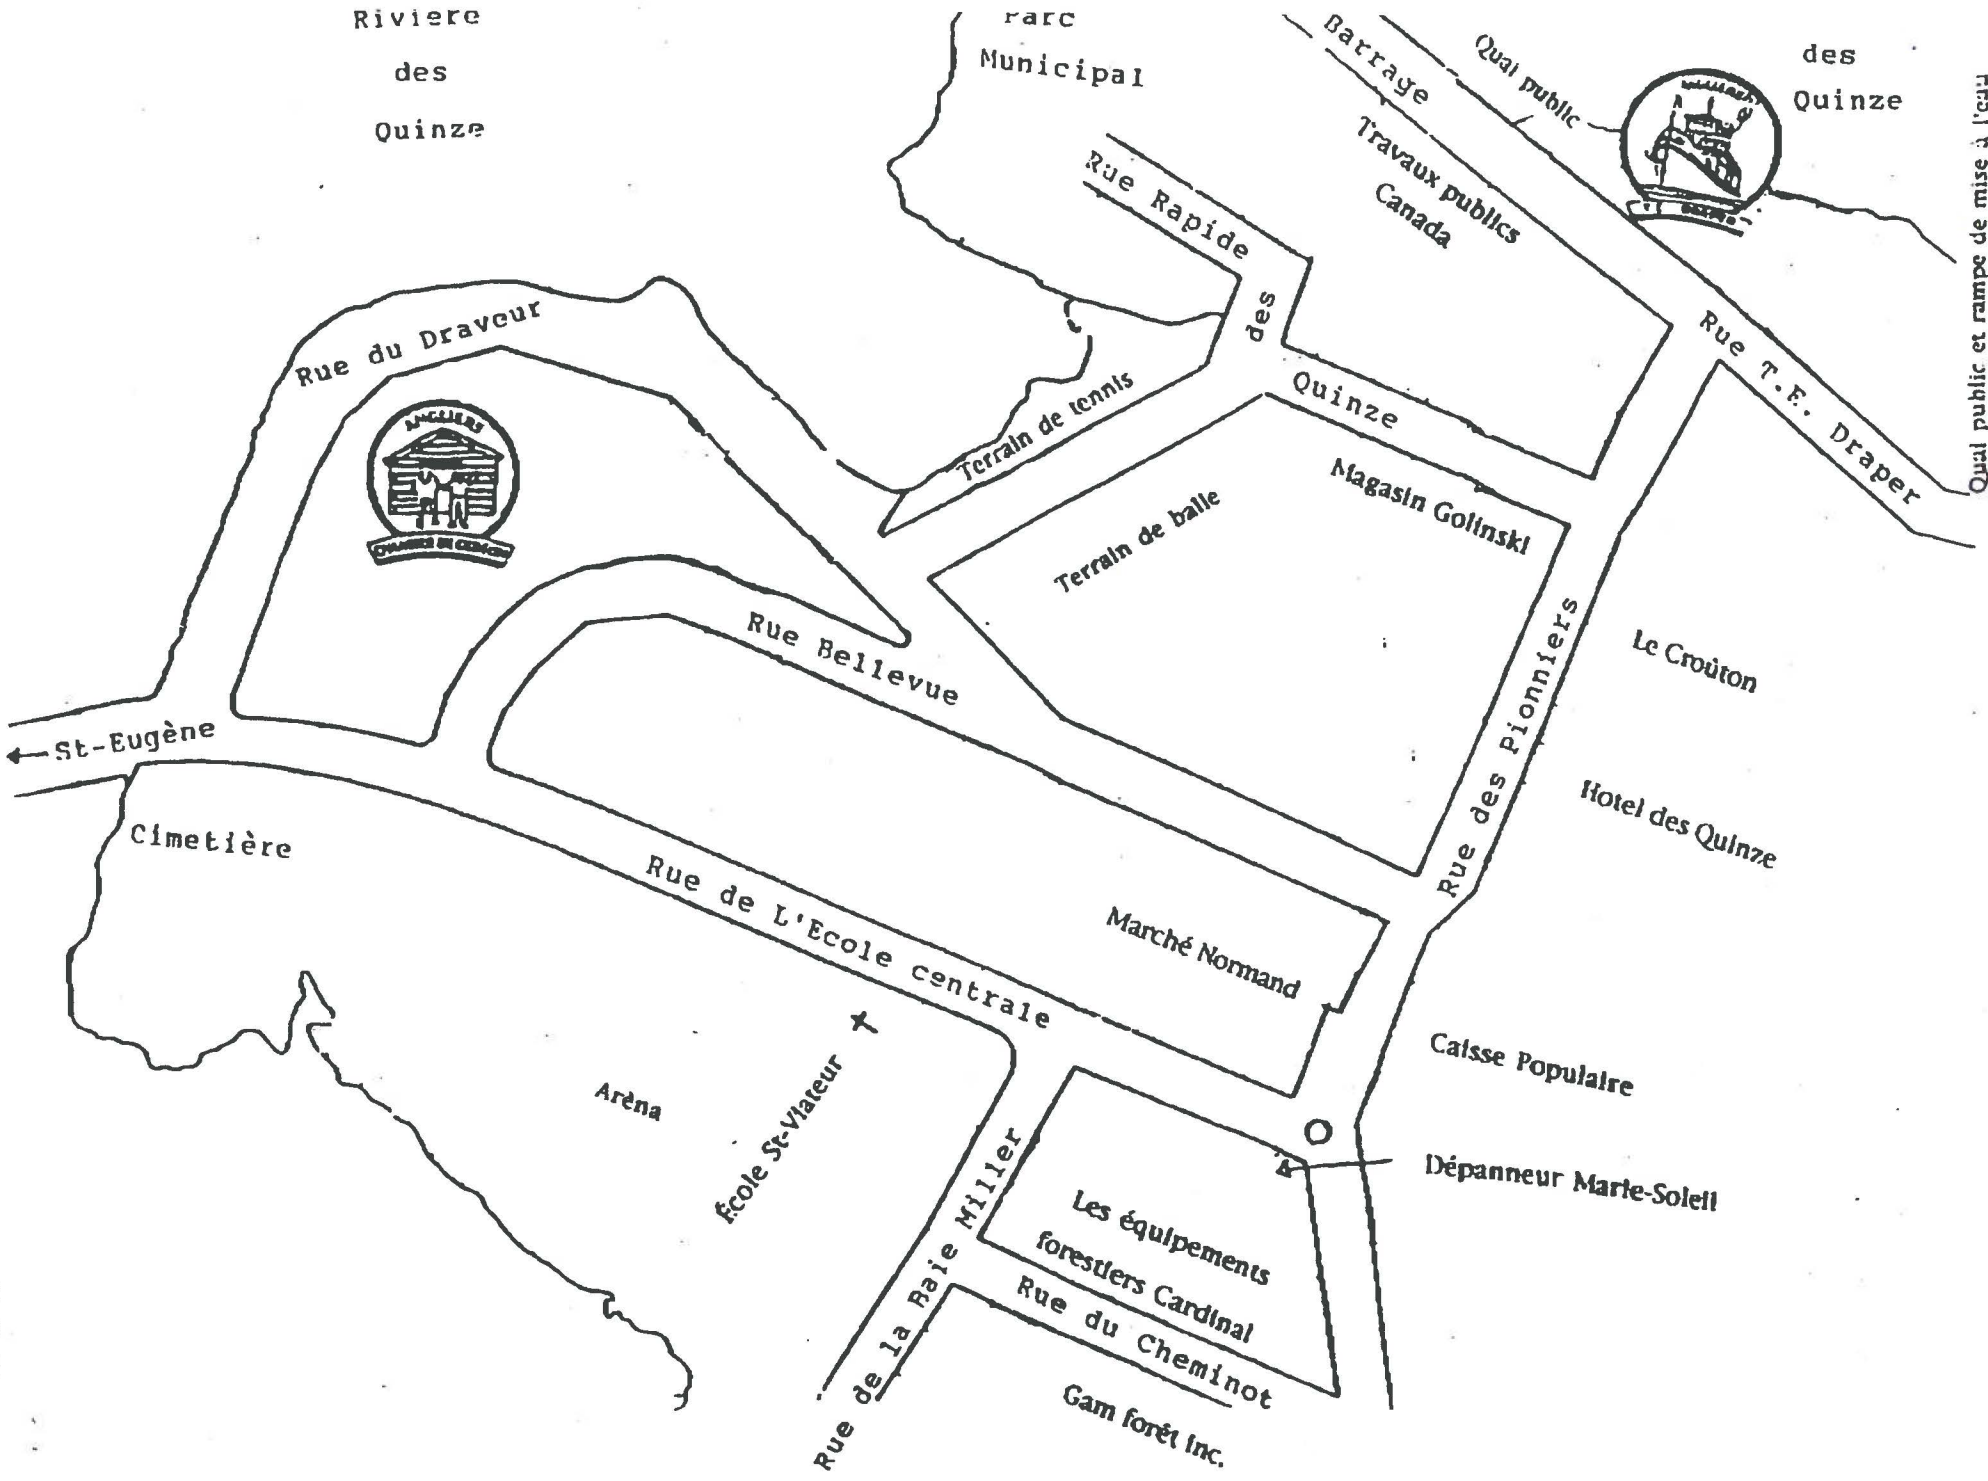 Rivière
des
Quinze
Parc
Municipal
Barrage
Quai public
des
Quinze
Quai public et rampe de mise à l'eau
Travaux publics
Canada
Rue Rapide
des
Quinze
Rue T.E. Draper
Rue du Draveur
ANGLIERS
Terrain de tennis
Terrain de balle
Magasin Golinski
Rue Bellevue
Rue des Pionniers
Le Croûton
Hotel des Quinze
← St-Eugène
Cimetière
Rue de L'Ecole centrale
Marché Normand
Caisse Populaire
Aréna
École St-Viateur
Dépanneur Marie-Soleil
Rue de la Baie Miller
Les équipements
forestiers Cardinal
Rue du Cheminot
Gam forêt inc.